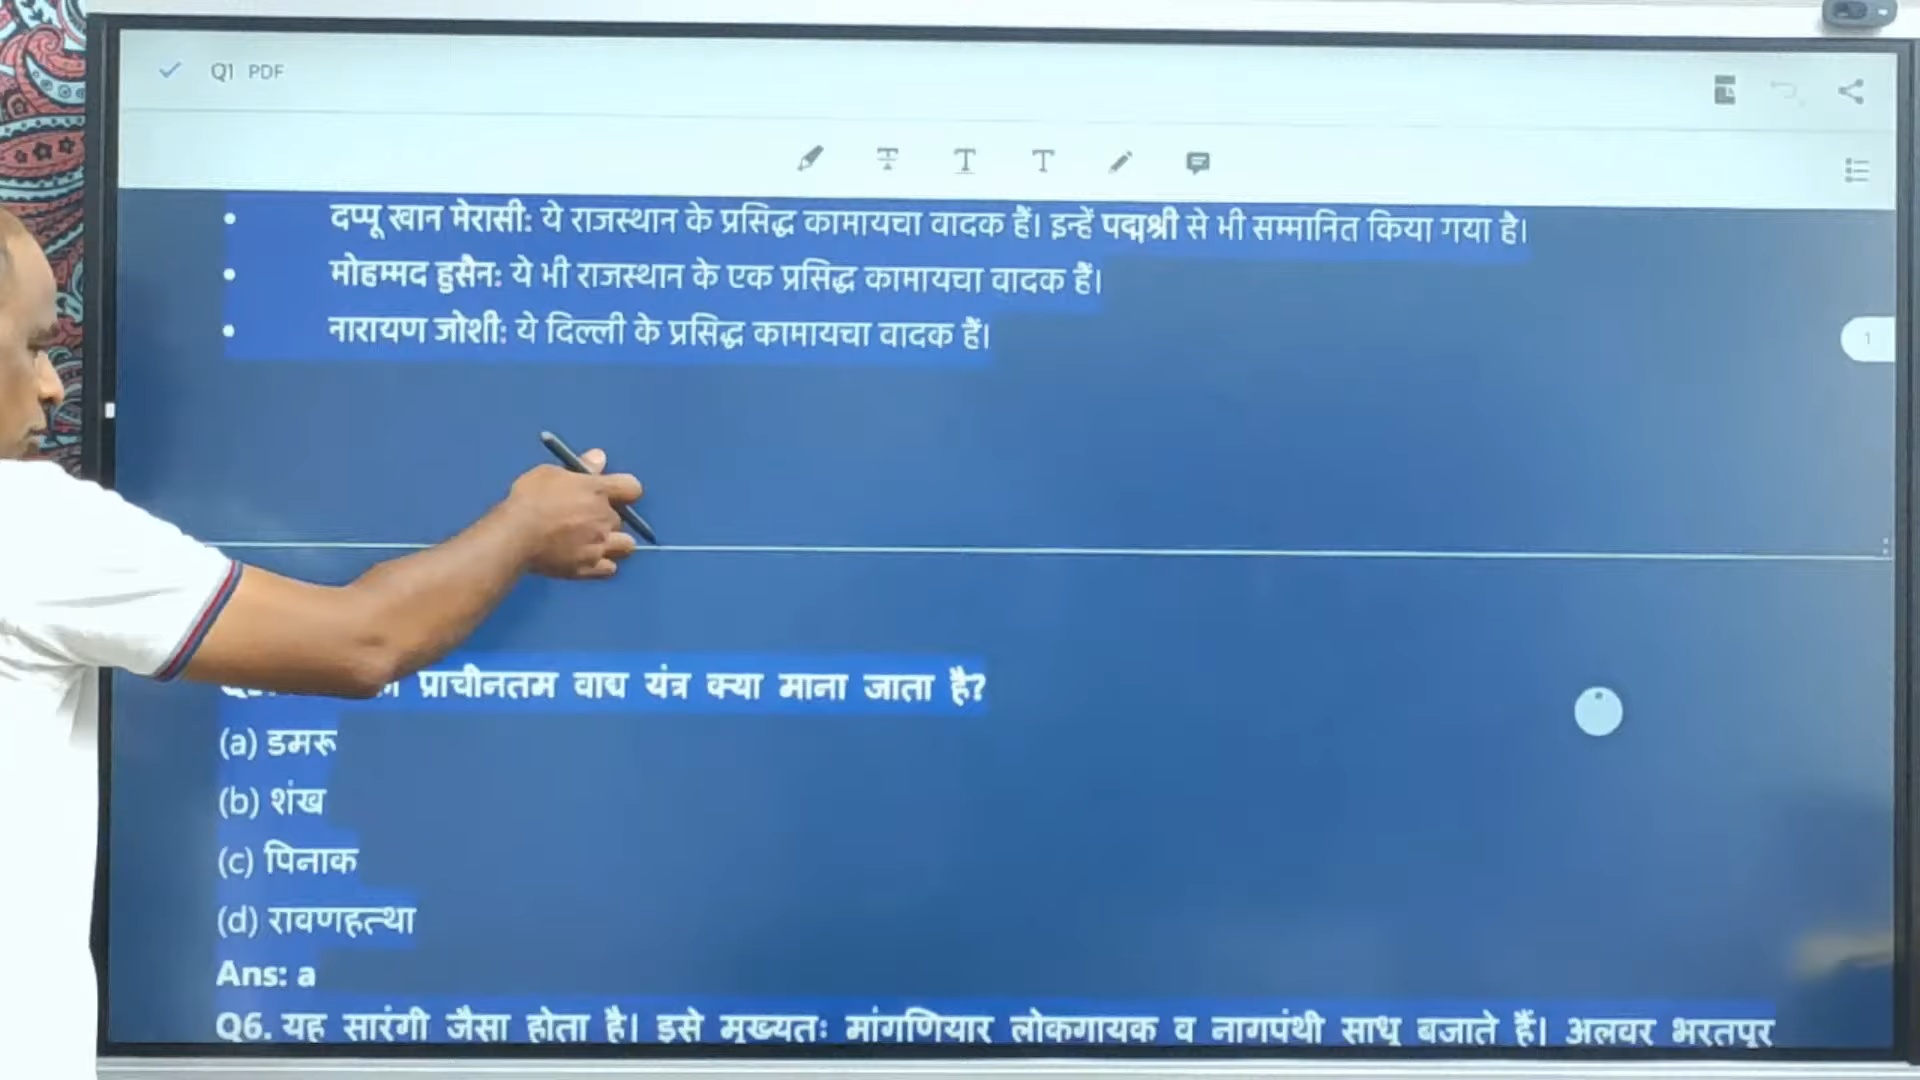 Q1 PDF
• दप्पू खान मेरासी: ये राजस्थान के प्रसिद्ध कामायचा वादक हैं। इन्हें पद्मश्री से भी सम्मानित किया गया है।
• मोहम्मद हुसैन: ये भी राजस्थान के एक प्रसिद्ध कामायचा वादक हैं।
• नारायण जोशी: ये दिल्ली के प्रसिद्ध कामायचा वादक हैं।
1
प्राचीनतम वाद्य यंत्र क्या माना जाता है?
(a) डमरू
(b) शंख
(c) पिनाक
(d) रावणहत्था
Ans: a
Q6. यह सारंगी जैसा होता है। इसे मुख्यतः मांगणियार लोकगायक व नागपंथी साधु बजाते हैं। अलवर भरतपुर